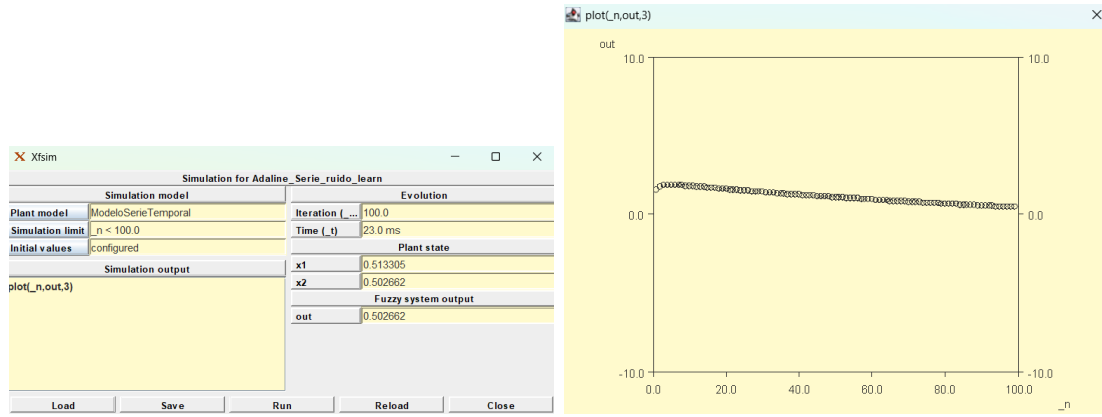 Xfsim
Simulation for Adaline_Serie_ruido_learn
Simulation model
Plant model ModeloSerieTemporal
Simulation limit _n < 100.0
Initial values configured
Simulation output
plot(_n,out,3)
Evolution
Iteration (_... 100.0
Time (_t) 23.0 ms
Plant state
x1 0.513305
x2 0.502662
Fuzzy system output
out 0.502662
Load Save Run Reload Close
plot(_n,out,3)
out
10.0 10.0
0.0 0.0
-10.0 -10.0
0.0 20.0 40.0 60.0 80.0 100.0
_n